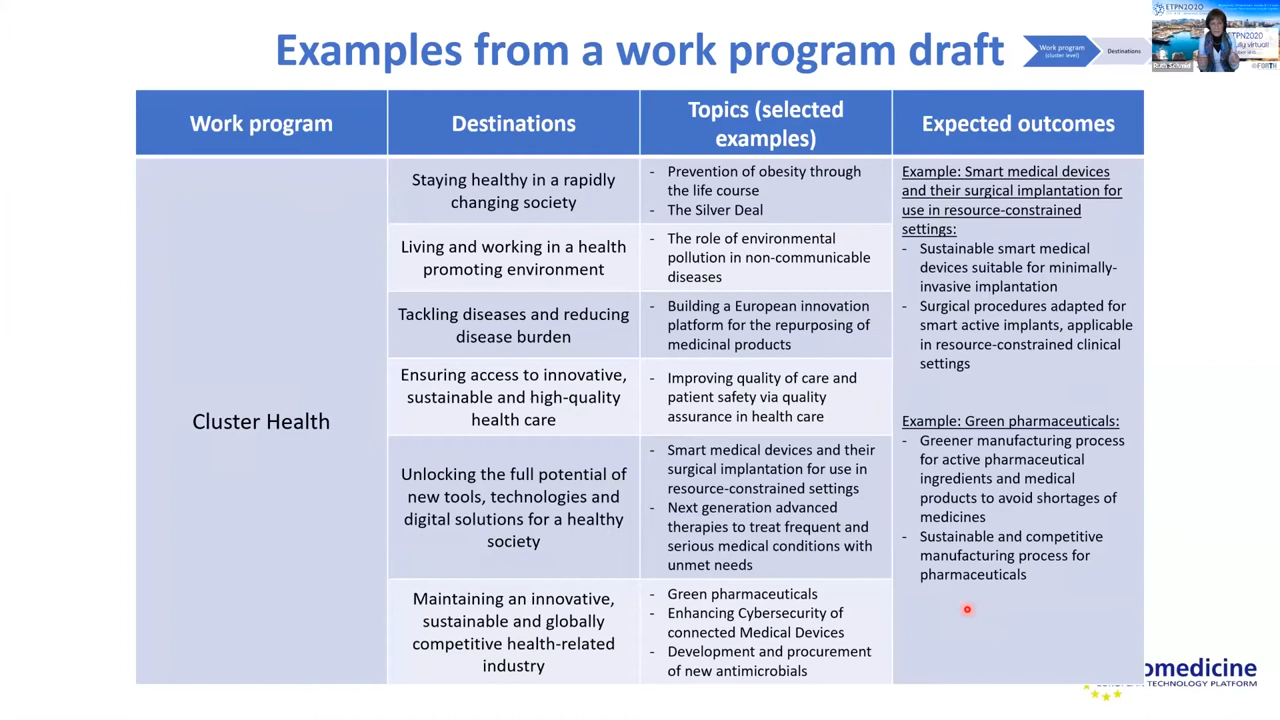 Examples from a work program draft
Work program
(cluster level)
Destinations
ETPN2020
ETPN2020
fully virtual!
Ruth Schmid
@FORTH
Work program
Destinations
Topics (selected
examples)
Expected outcomes
Cluster Health
Staying healthy in a rapidly
changing society
- Prevention of obesity through
the life course
- The Silver Deal
Living and working in a health
promoting environment
- The role of environmental
pollution in non-communicable
diseases
Tackling diseases and reducing
disease burden
- Building a European innovation
platform for the repurposing of
medicinal products
Ensuring access to innovative,
sustainable and high-quality
health care
- Improving quality of care and
patient safety via quality
assurance in health care
Unlocking the full potential of
new tools, technologies and
digital solutions for a healthy
society
- Smart medical devices and their
surgical implantation for use in
resource-constrained settings
- Next generation advanced
therapies to treat frequent and
serious medical conditions with
unmet needs
Maintaining an innovative,
sustainable and globally
competitive health-related
industry
- Green pharmaceuticals
- Enhancing Cybersecurity of
connected Medical Devices
- Development and procurement
of new antimicrobials
Example: Smart medical devices
and their surgical implantation for
use in resource-constrained
settings:
- Sustainable smart medical
devices suitable for minimally-
invasive implantation
- Surgical procedures adapted for
smart active implants, applicable
in resource-constrained clinical
settings
Example: Green pharmaceuticals:
- Greener manufacturing process
for active pharmaceutical
ingredients and medical
products to avoid shortages of
medicines
- Sustainable and competitive
manufacturing process for
pharmaceuticals
omedicine
EUROPEAN TECHNOLOGY PLATFORM